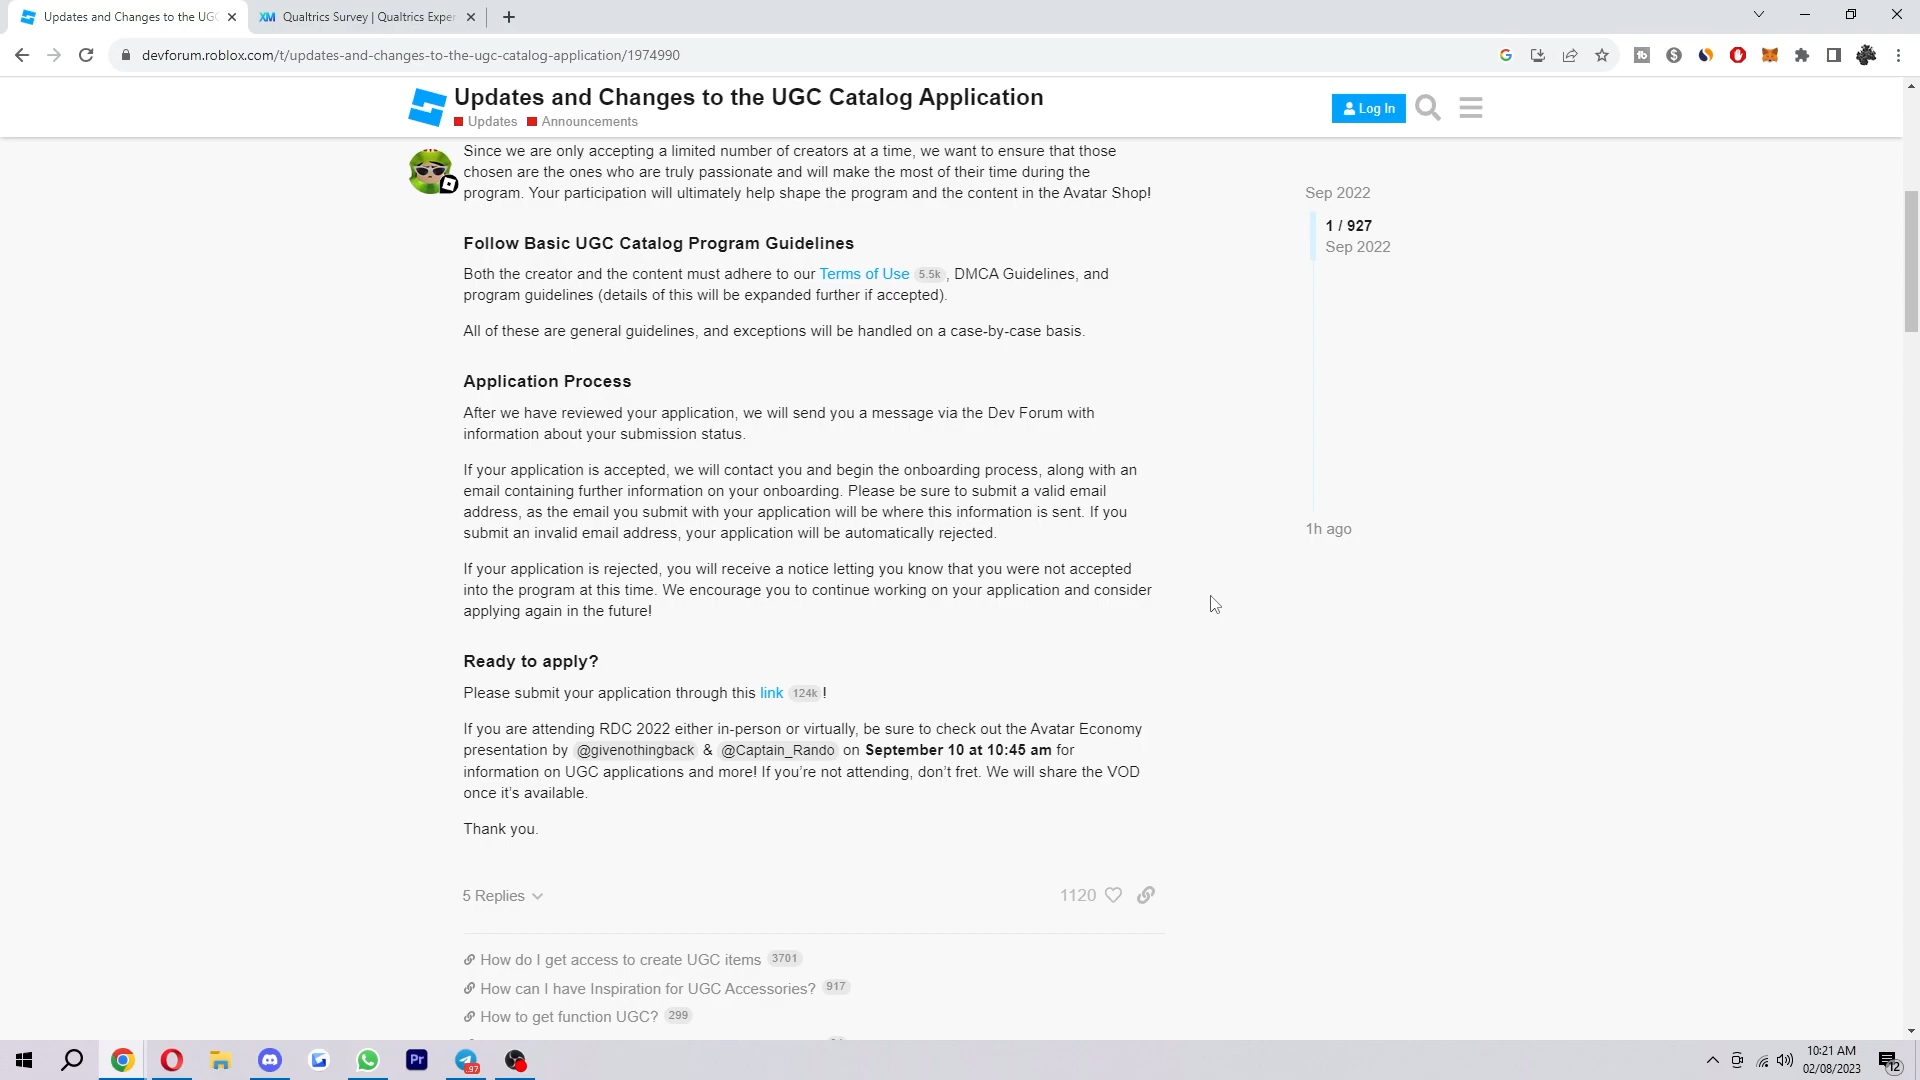 Updates and Changes to the UGC
Qualtrics Survey | Qualtrics Exper
devforum.roblox.com/t/updates-and-changes-to-the-ugc-catalog-application/1974990
Updates and Changes to the UGC Catalog Application
Updates Announcements
Log In
Since we are only accepting a limited number of creators at a time, we want to ensure that those
chosen are the ones who are truly passionate and will make the most of their time during the
program. Your participation will ultimately help shape the program and the content in the Avatar Shop!
Sep 2022
1 / 927
Sep 2022
1h ago
Follow Basic UGC Catalog Program Guidelines
Both the creator and the content must adhere to our Terms of Use 5.5k, DMCA Guidelines, and
program guidelines (details of this will be expanded further if accepted).
All of these are general guidelines, and exceptions will be handled on a case-by-case basis.
Application Process
After we have reviewed your application, we will send you a message via the Dev Forum with
information about your submission status.
If your application is accepted, we will contact you and begin the onboarding process, along with an
email containing further information on your onboarding. Please be sure to submit a valid email
address, as the email you submit with your application will be where this information is sent. If you
submit an invalid email address, your application will be automatically rejected.
If your application is rejected, you will receive a notice letting you know that you were not accepted
into the program at this time. We encourage you to continue working on your application and consider
applying again in the future!
Ready to apply?
Please submit your application through this link 124k!
If you are attending RDC 2022 either in-person or virtually, be sure to check out the Avatar Economy
presentation by @givenothingback & @Captain_Rando on September 10 at 10:45 am for
information on UGC applications and more! If you’re not attending, don’t fret. We will share the VOD
once it’s available.
Thank you.
5 Replies
1120
How do I get access to create UGC items 3701
How can I have Inspiration for UGC Accessories? 917
How to get function UGC? 299
Pr
97
10:21 AM
02/08/2023
12